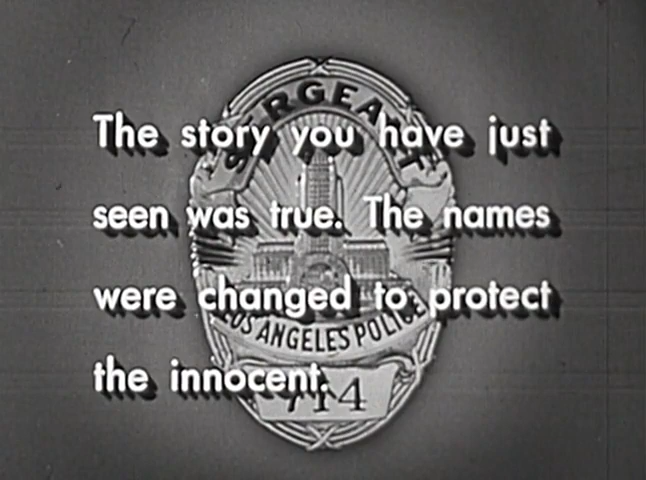 SERGEANT
The story you have just
seen was true. The names
were changed to protect
LOS ANGELES POLICE
the innocent.
714